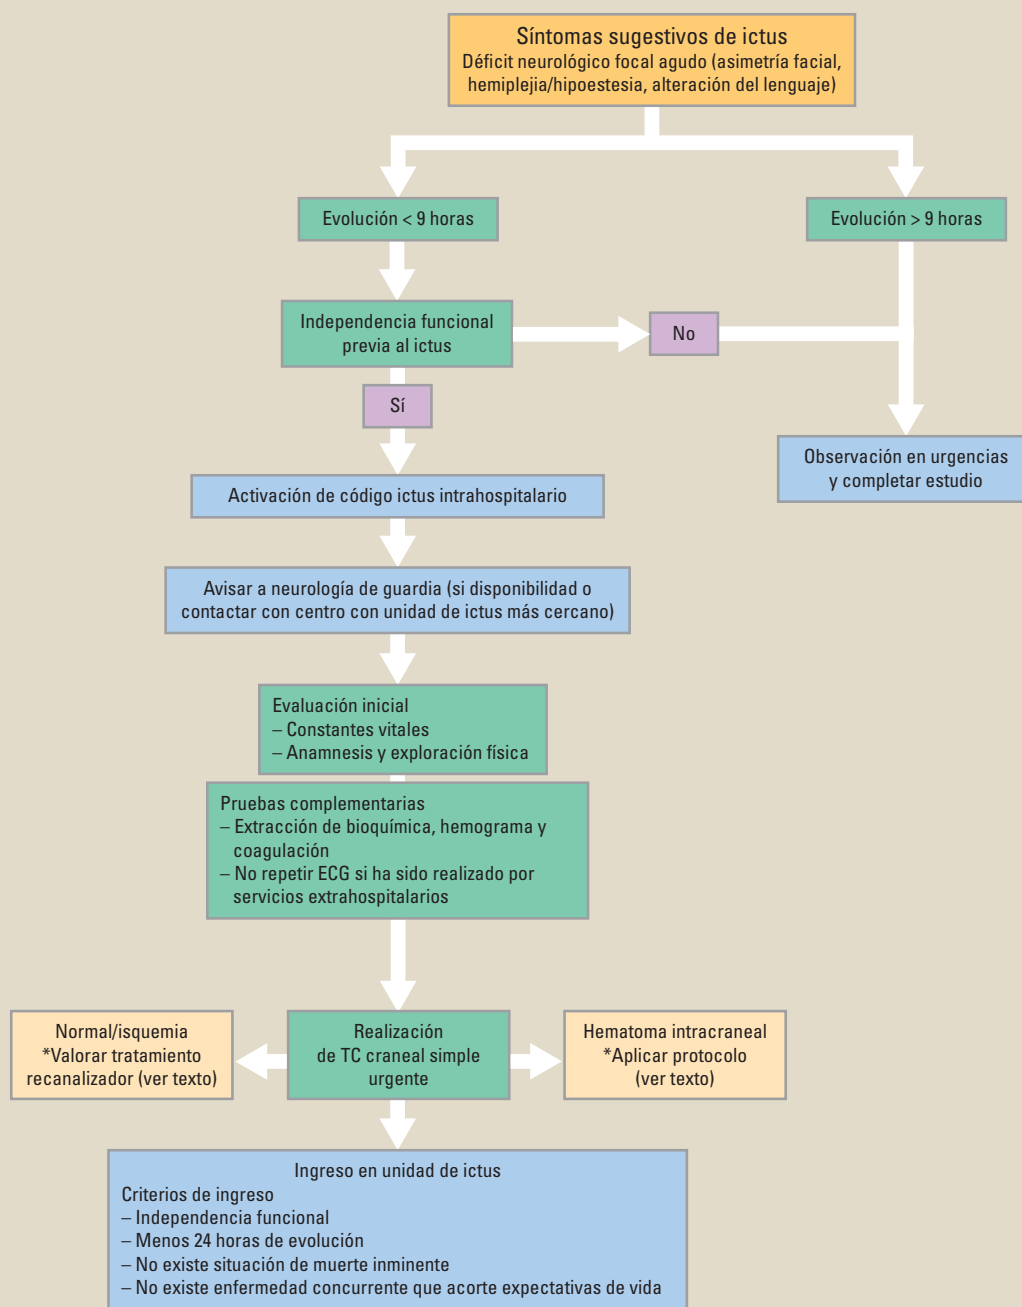 Síntomas sugestivos de ictus
Déficit neurológico focal agudo (asimetría facial,
hemiplejia/hipoestesia, alteración del lenguaje)
Evolución < 9 horas
Evolución > 9 horas
Independencia funcional
previa al ictus
No
Sí
Observación en urgencias
y completar estudio
Activación de código ictus intrahospitalario
Avisar a neurología de guardia (si disponibilidad o
contactar con centro con unidad de ictus más cercano)
Evaluación inicial
– Constantes vitales
– Anamnesis y exploración física
Pruebas complementarias
– Extracción de bioquímica, hemograma y
coagulación
– No repetir ECG si ha sido realizado por
servicios extrahospitalarios
Normal/isquemia
*Valorar tratamiento
recanalizador (ver texto)
Realización
de TC craneal simple
urgente
Hematoma intracraneal
*Aplicar protocolo
(ver texto)
Ingreso en unidad de ictus
Criterios de ingreso
– Independencia funcional
– Menos 24 horas de evolución
– No existe situación de muerte inminente
– No existe enfermedad concurrente que acorte expectativas de vida